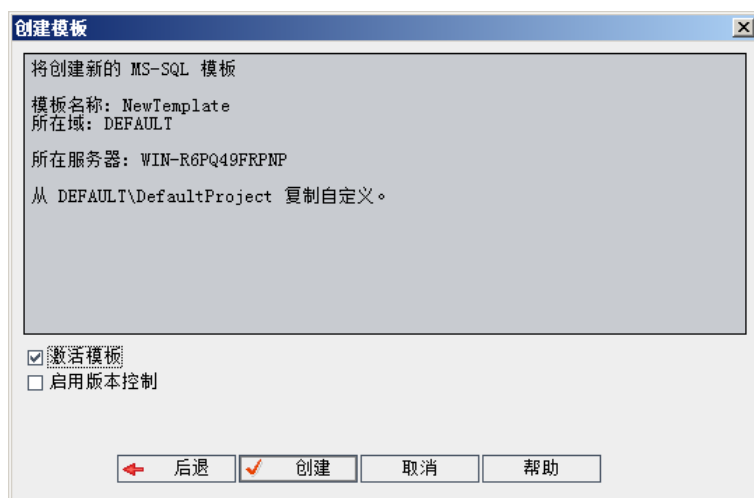 创建模板
将创建新的 MS-SQL 模板
模板名称: NewTemplate
所在域: DEFAULT
所在服务器: WIN-R6PQ49FRPNP
从 DEFAULT\DefaultProject 复制自定义。
激活模板
启用版本控制
后退 创建 取消 帮助